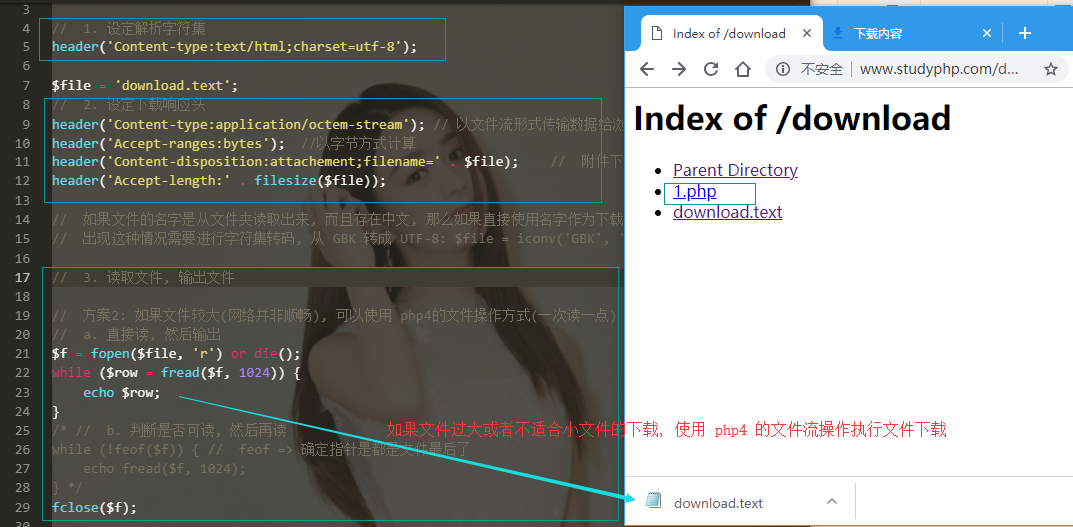 3
4 // 1. 设定解析字符集
5 header('Content-type:text/html;charset=utf-8');
6
7 $file = 'download.text';
8 // 2. 设定下载响应头
9 header('Content-type:application/octem-stream'); // 以文件流形式传输数据给浏
10 header('Accept-ranges:bytes'); //以字节方式计算
11 header('Content-disposition:attachement;filename=' . $file); // 附件下
12 header('Accept-length:' . filesize($file));
13
14 // 如果文件的名字是从文件夹读取出来, 而且存在中文, 那么如果直接使用名字作为下载
15 // 出现这种情况需要进行字符集转码, 从 GBK 转成 UTF-8: $file = iconv('GBK', '
16
17 // 3. 读取文件, 输出文件
18
19 // 方案2: 如果文件较大(网络并非顺畅), 可以使用 php4的文件操作方式(一次读一点)
20 // a. 直接读, 然后输出
21 $f = fopen($file, 'r') or die();
22 while ($row = fread($f, 1024)) {
23 echo $row;
24 }
25 /* // b. 判断是否可读, 然后再读
26 while (!feof($f)) { // feof => 确定指针是都是文件最后了
27 echo fread($f, 1024);
28 } */
29 fclose($f);
30
如果文件过大或者不适合小文件的下载, 使用 php4 的文件流操作执行文件下载
Index of /download
下载内容
不安全 www.studyphp.com/d...
Index of /download
Parent Directory
1.php
download.text
download.text